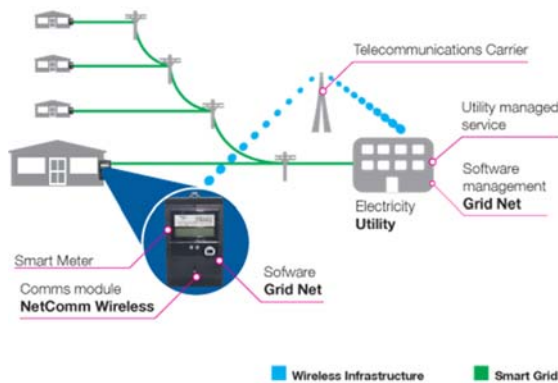 Telecommunications Carrier
Utility managed
service
Software
management
Grid Net
Electricity
Utility
Smart Meter
Comms module
NetComm Wireless
Sofware
Grid Net
Wireless Infrastructure
Smart Grid